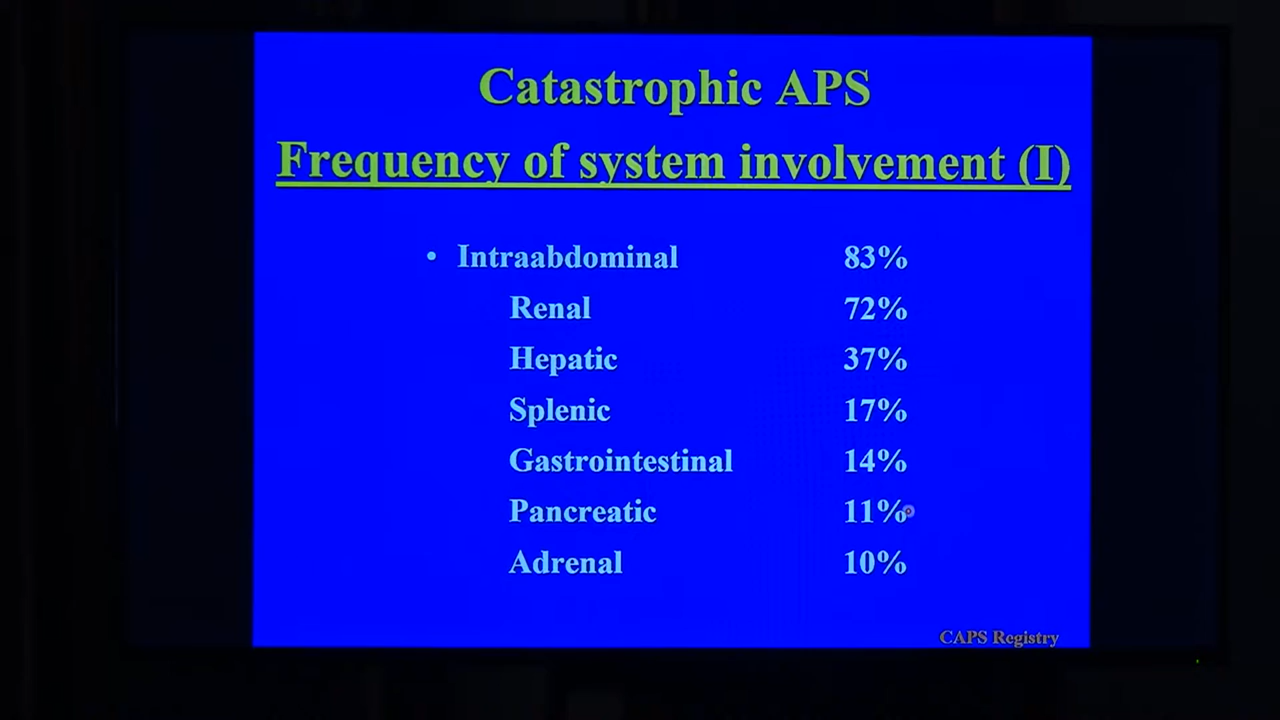 Catastrophic APS
Frequency of system involvement (I)
• Intraabdominal 83%
Renal 72%
Hepatic 37%
Splenic 17%
Gastrointestinal 14%
Pancreatic 11%
Adrenal 10%
CAPS Registry